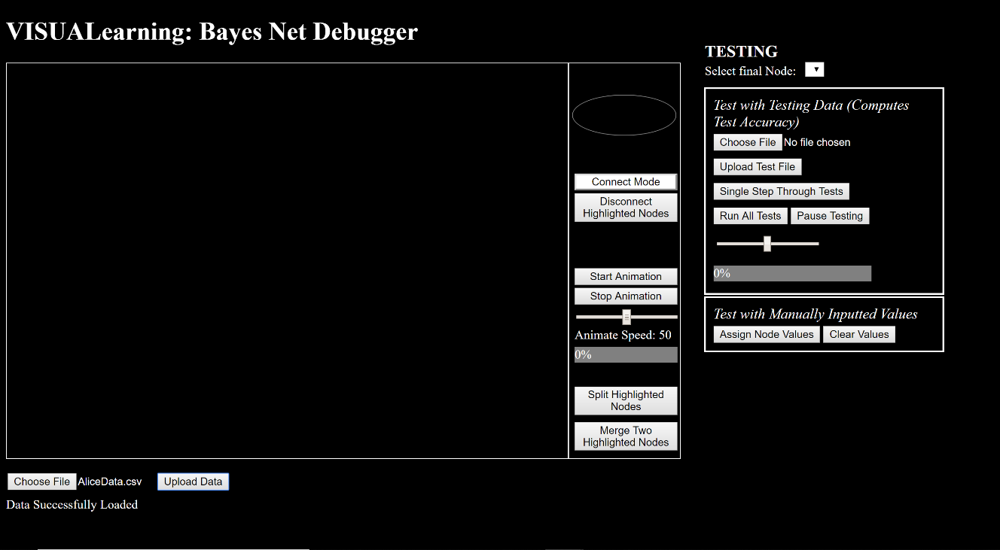 VISUALearning: Bayes Net Debugger
Connect Mode
Disconnect
Highlighted Nodes
Start Animation
Stop Animation
Animate Speed: 50
0%
Split Highlighted
Nodes
Merge Two
Highlighted Nodes
Choose File AliceData.csv Upload Data
Data Successfully Loaded
TESTING
Select final Node:
Test with Testing Data (Computes
Test Accuracy)
Choose File No file chosen
Upload Test File
Single Step Through Tests
Run All Tests Pause Testing
0%
Test with Manually Inputted Values
Assign Node Values Clear Values